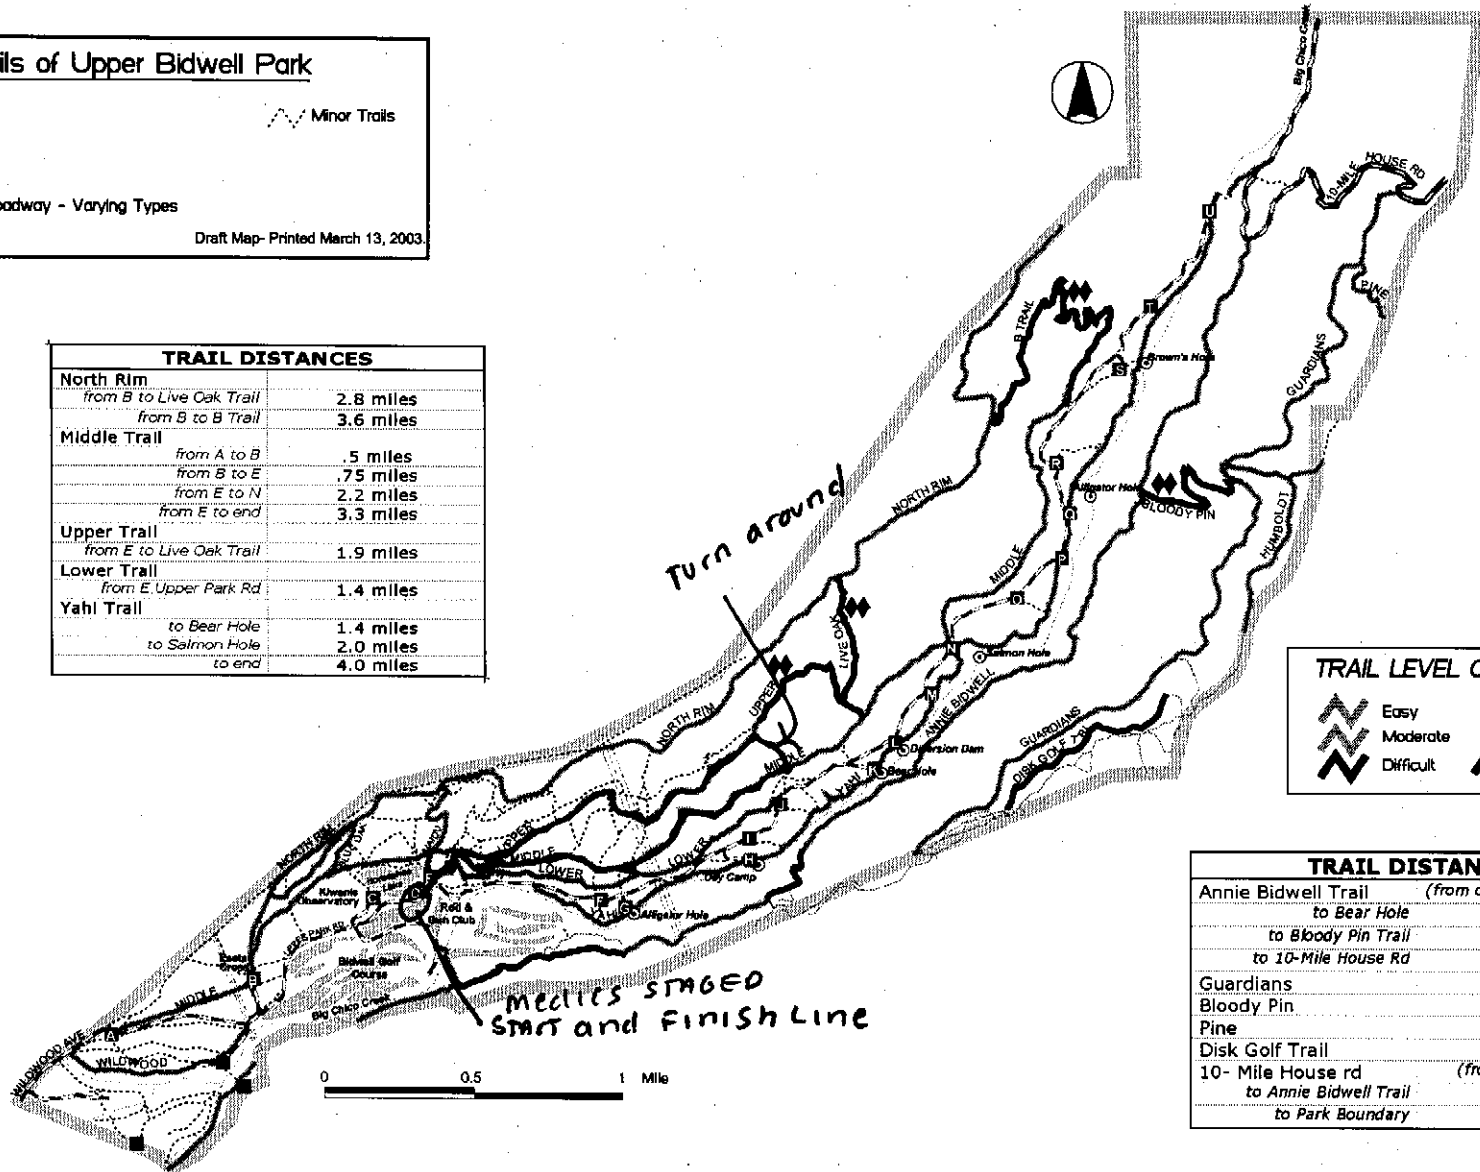 ils of Upper Bidwell Park
Minor Trails
oadway - Varying Types
Draft Map- Printed March 13, 2003.
TRAIL DISTANCES
North Rim
from B to Live Oak Trail 2.8 miles
from B to B Trail 3.6 miles
Middle Trail
from A to B .5 miles
from B to E .75 miles
from E to N 2.2 miles
from E to end 3.3 miles
Upper Trail
from E to Live Oak Trail 1.9 miles
Lower Trail
from E Upper Park Rd 1.4 miles
Yahi Trail
to Bear Hole 1.4 miles
to Salmon Hole 2.0 miles
to end 4.0 miles
Big Chico
10-MILE HOUSE RD
U
PINE
B TRAIL
T
Brown's Hole
S
GUARDIANS
R
Alligator Hole
Q
BLOODY PIN
NORTH RIM
HUMBOLDT
Turn around
MIDDLE
P
O
LIVE OAK
N
Salmon Hole
UPPER
M
ANNIE BIDWELL
NORTH RIM
GUARDIANS
DISK GOLF
L
Diversion Dam
MIDDLE
K
Bear Hole
YAHI
J
UPPER
I
LOWER
MIDDLE
H
Day Camp
LOWER
NORTH RIM
Kiwanis
Observatory
C
D
Rod &
Gun Club
F
YAHI
G
Alligator Hole
Bidwell Golf
Course
B
MIDDLE
Big Chico Creek
A
WILDWOOD AVE
WILDWOOD
medics STAGED
START and Finish Line
0 0.5 1 Mile
TRAIL LEVEL
Easy
Moderate
Difficult
TRAIL DISTAN
Annie Bidwell Trail (from
to Bear Hole
to Bloody Pin Trail
to 10-Mile House Rd
Guardians
Bloody Pin
Pine
Disk Golf Trail
10- Mile House rd (fro
to Annie Bidwell Trail
to Park Boundary